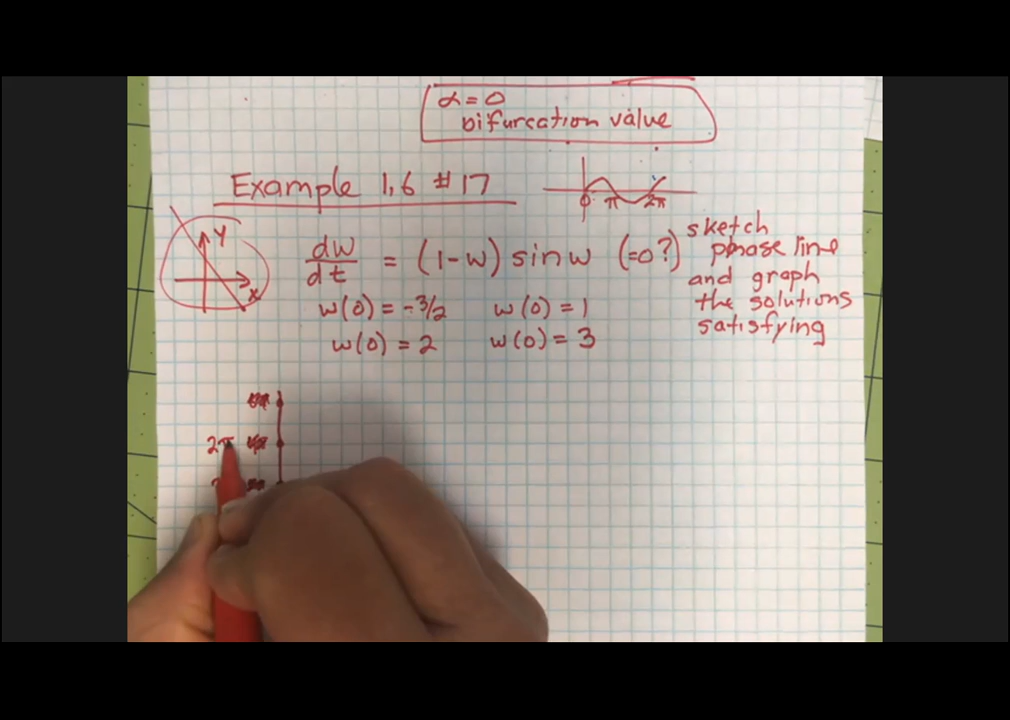 α = 0
bifurcation value
Example 1,6 #17
0 π 2π
y
x
dw/dt = (1-w) sin w (=0?)
sketch
phase line
and graph
the solutions
satisfying
w(0) = -3/2 w(0) = 1
w(0) = 2 w(0) = 3
2π